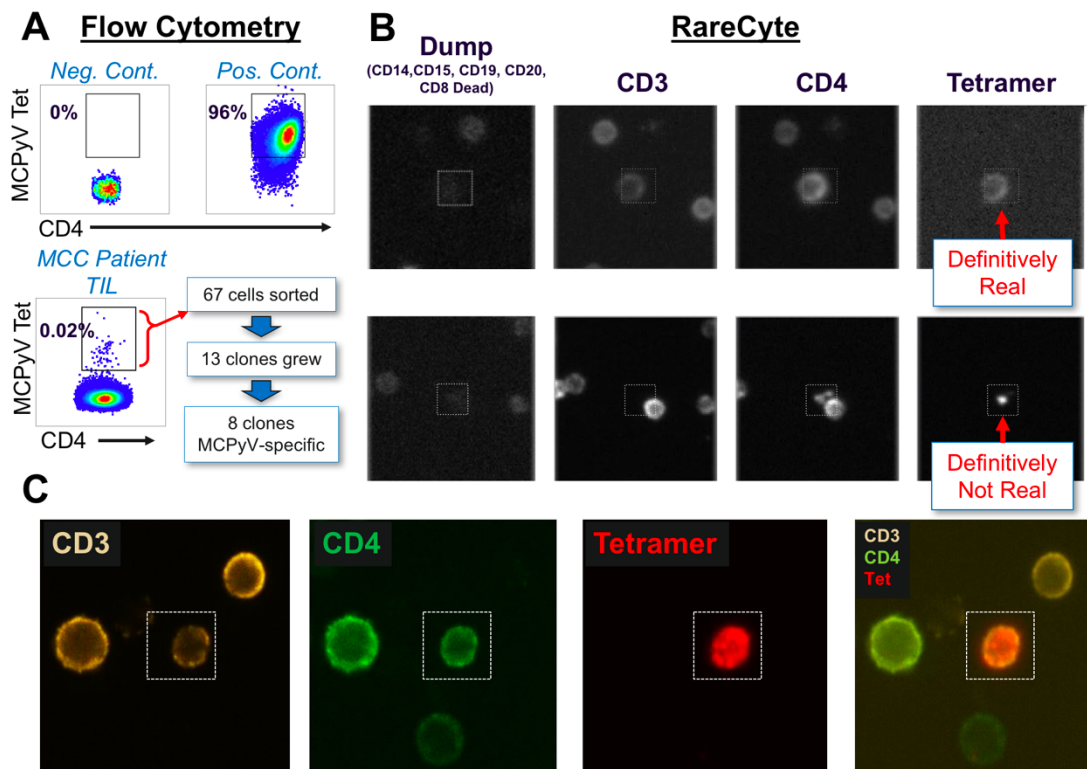 A
Flow Cytometry
Neg. Cont.
Pos. Cont.
MCPyV Tet
0%
96%
CD4
MCC Patient
TIL
MCPyV Tet
0.02%
CD4
67 cells sorted
13 clones grew
8 clones
MCPyV-specific
B
RareCyte
Dump
(CD14,CD15, CD19, CD20,
CD8 Dead)
CD3
CD4
Tetramer
Definitively
Real
Definitively
Not Real
C
CD3
CD4
Tetramer
CD3
CD4
Tet